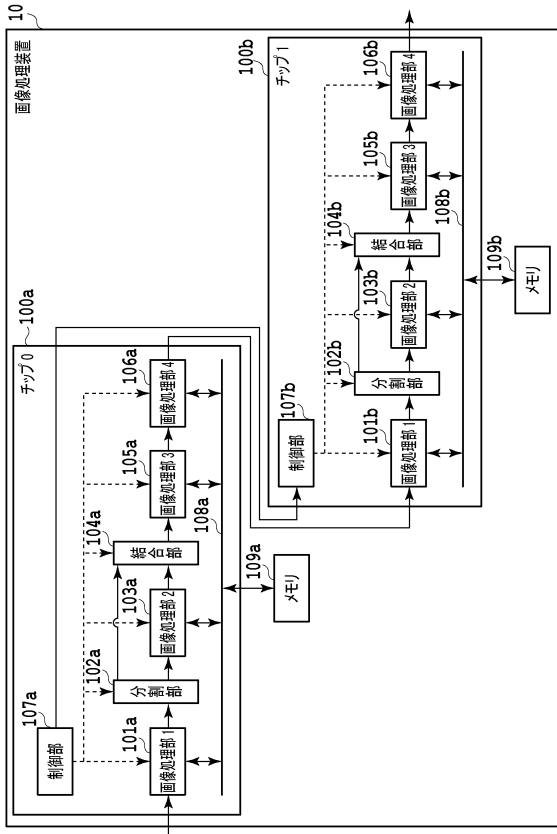 10
画像処理装置
100a
チップ0
107a
制御部
101a
画像処理部1
102a
分割部
103a
画像処理部2
104a
結合部
105a
画像処理部3
106a
画像処理部4
108a
109a
メモリ
100b
チップ1
107b
制御部
101b
画像処理部1
102b
分割部
103b
画像処理部2
104b
結合部
105b
画像処理部3
106b
画像処理部4
108b
109b
メモリ